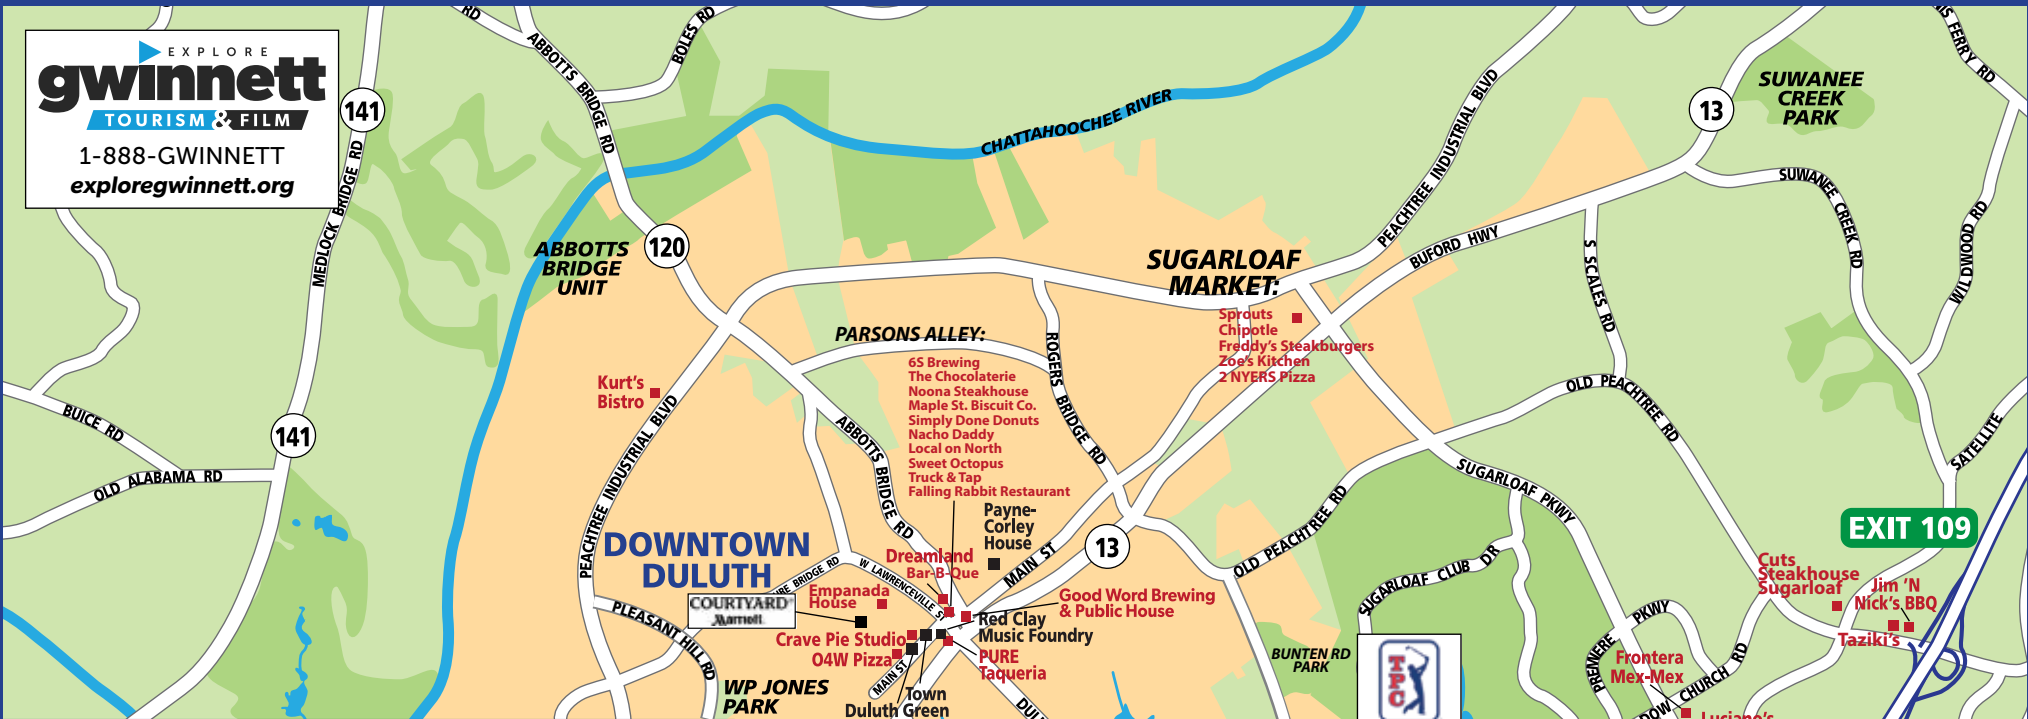 EXPLORE
gwinnett
TOURISM & FILM
1-888-GWINNETT
exploregwinnett.org
RD
ABBOTTS BRIDGE RD
BOLES RD
141
MEDLOCK BRIDGE RD
CHATTAHOOCHEE RIVER
PEACHTREE INDUSTRIAL BLVD
13
SUWANEE
CREEK
PARK
FERRY RD
SUWANEE CREEK RD
WILDWOOD RD
BUFORD HWY
S SCALES RD
ABBOTTS
BRIDGE
UNIT
120
SUGARLOAF
MARKET:
Sprouts
Chipotle
Freddy's Steakburgers
Zoe's Kitchen
2 NYERS Pizza
PARSONS ALLEY:
6S Brewing
The Chocolaterie
Noona Steakhouse
Maple St. Biscuit Co.
Simply Done Donuts
Nacho Daddy
Local on North
Sweet Octopus
Truck & Tap
Falling Rabbit Restaurant
ROGERS BRIDGE RD
Kurt's
Bistro
BUICE RD
141
OLD ALABAMA RD
PEACHTREE INDUSTRIAL BLVD
ABBOTTS BRIDGE RD
OLD PEACHTREE RD
SUGARLOAF PKWY
SATELLITE
EXIT 109
Payne-
Corley
House
MAIN ST
13
OLD PEACHTREE RD
SUGARLOAF CLUB DR
DOWNTOWN
DULUTH
BRIDGE RD
W LAWRENCEVILLE ST
Dreamland
Bar-B-Que
Empanada
House
COURTYARD
Marriott
PLEASANT HILL RD
Crave Pie Studio
O4W Pizza
MAIN ST
Good Word Brewing
& Public House
Red Clay
Music Foundry
PURE
Taqueria
Town
Duluth Green
WP JONES
PARK
DUL
BUNTEN RD
PARK
TPC
PREMIERE PKWY
Cuts
Steakhouse
Sugarloaf
Jim 'N
Nick's BBQ
Taziki's
Frontera
Mex-Mex
DOW CHURCH RD
Luciano's